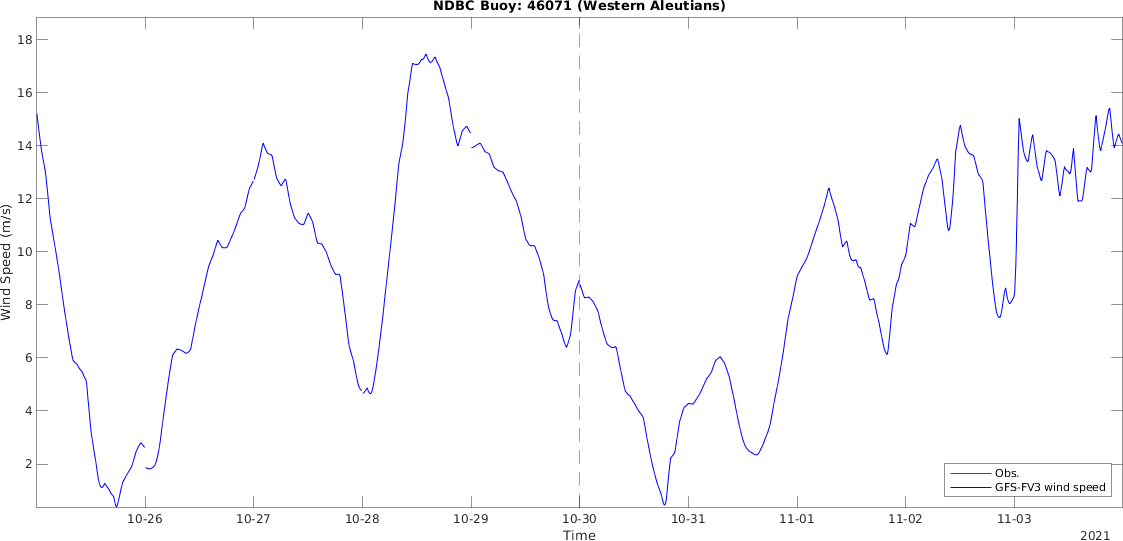 NDBC Buoy: 46071 (Western Aleutians)
18
16
14
12
10
8
6
4
2
Wind Speed (m/s)
10-26 10-27 10-28 10-29 10-30 10-31 11-01 11-02 11-03
Time
2021
Obs.
GFS-FV3 wind speed